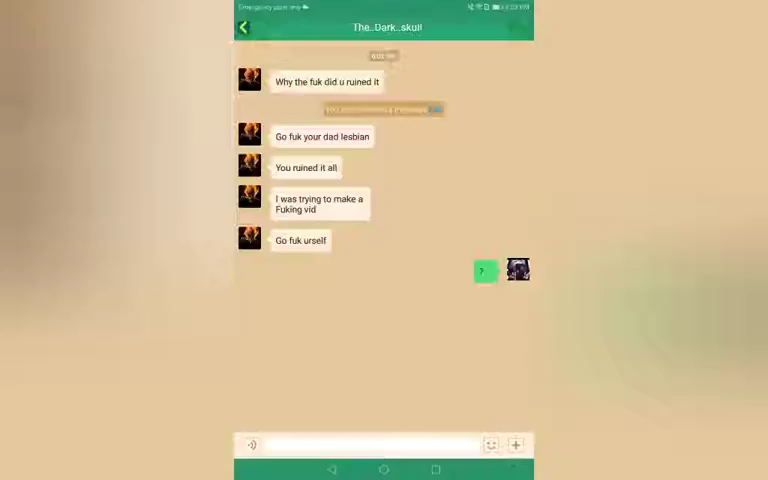 The..Dark..skull
Why the fuk did u ruined it
Go fuk your dad lesbian
You ruined it all
I was trying to make a
Fuking vid
Go fuk urself
?